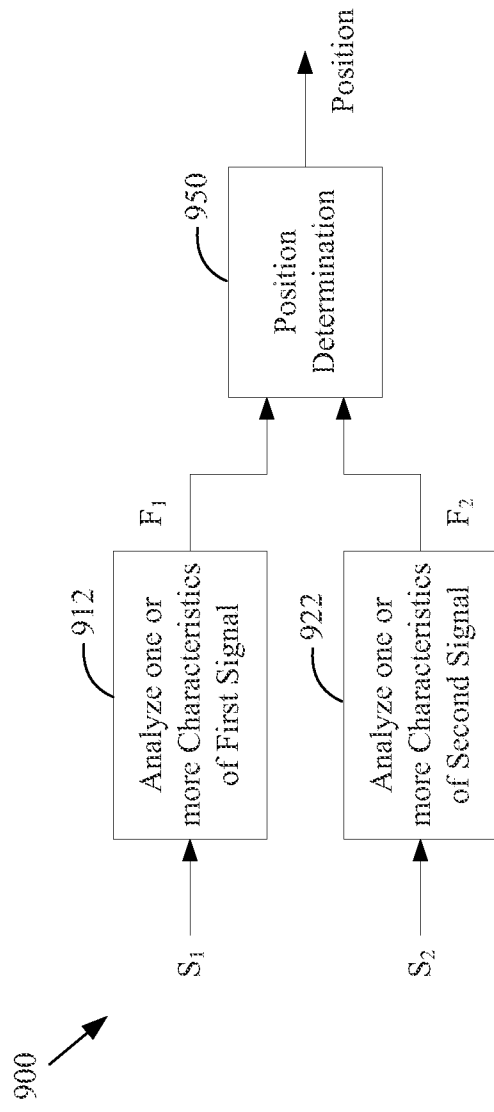 900
S₁
Analyze one or
more Characteristics
of First Signal
912
F₁
S₂
Analyze one or
more Characteristics
of Second Signal
922
F₂
Position
Determination
950
Position